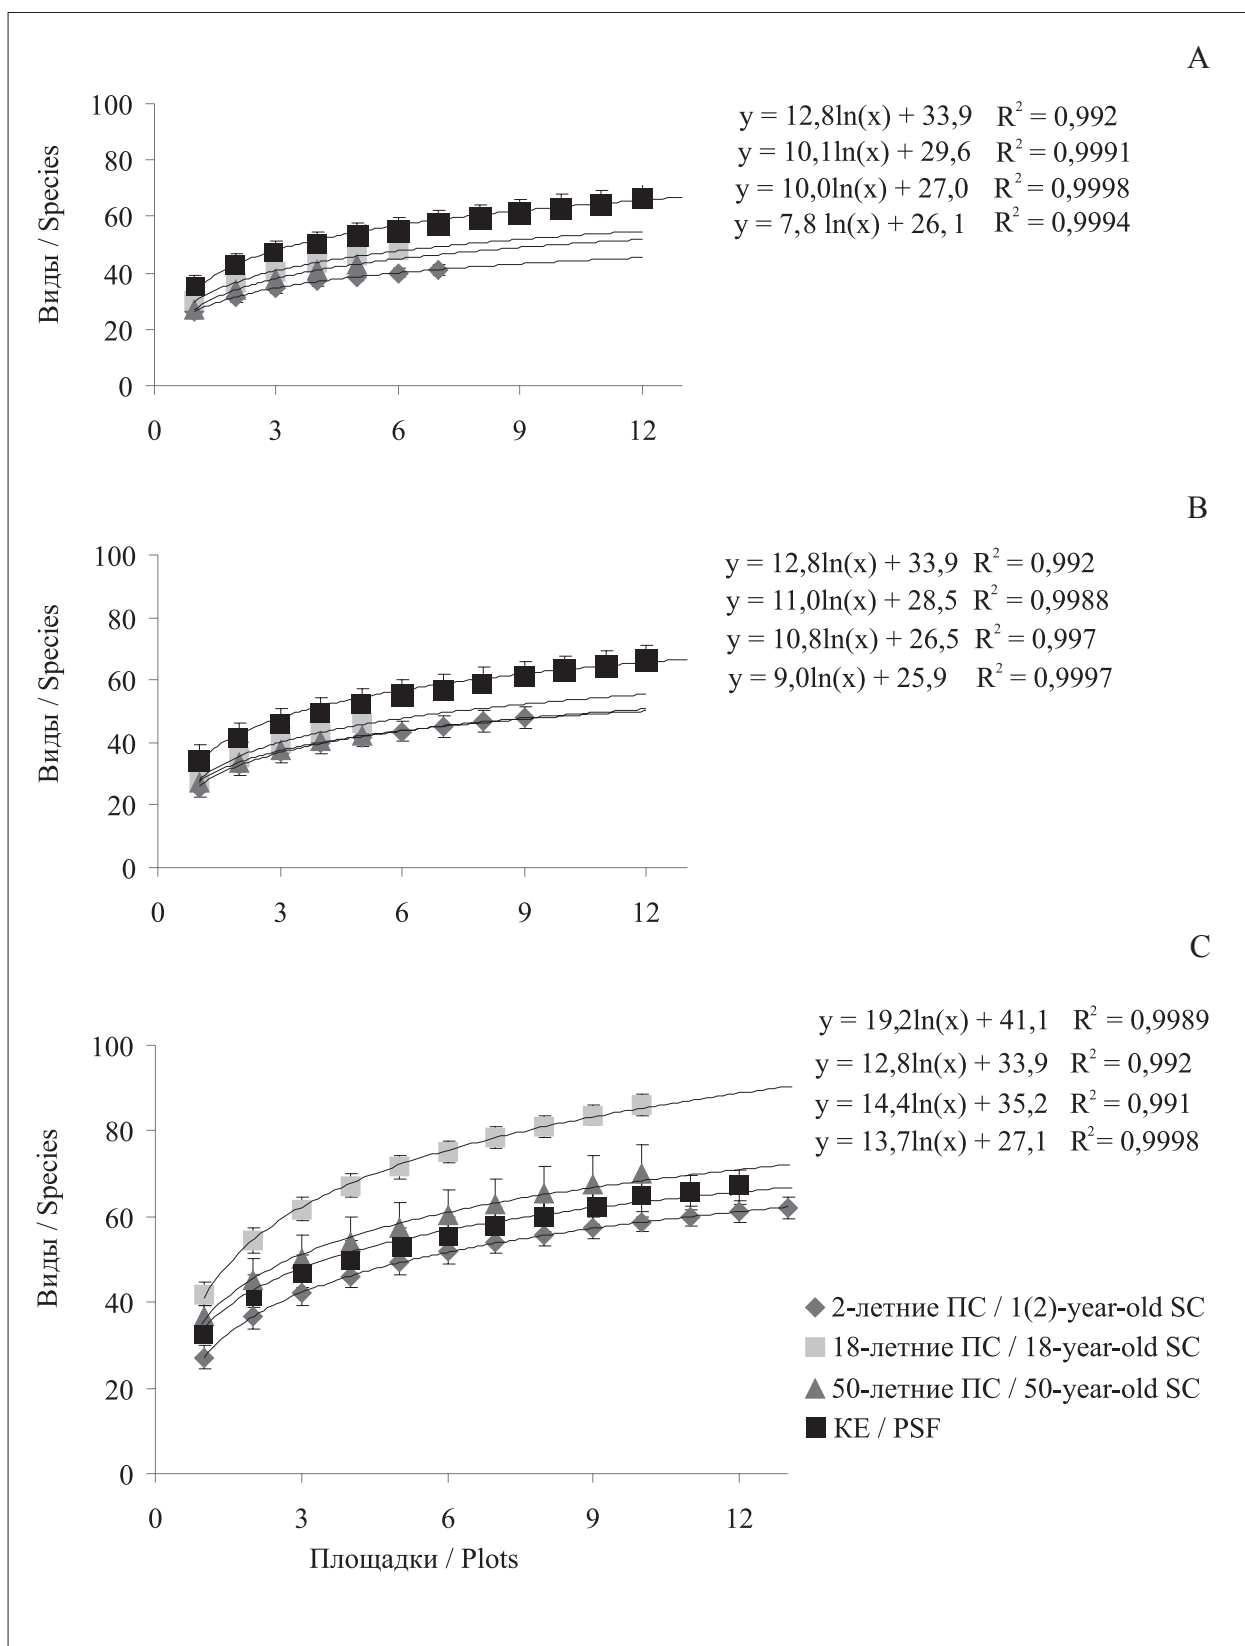 A
y = 12,8ln(x) + 33,9 R² = 0,992
y = 10,1ln(x) + 29,6 R² = 0,9991
y = 10,0ln(x) + 27,0 R² = 0,9998
y = 7,8 ln(x) + 26,1 R² = 0,9994
Виды / Species
100
80
60
40
20
0
0 3 6 9 12
B
y = 12,8ln(x) + 33,9 R² = 0,992
y = 11,0ln(x) + 28,5 R² = 0,9988
y = 10,8ln(x) + 26,5 R² = 0,997
y = 9,0ln(x) + 25,9 R² = 0,9997
Виды / Species
100
80
60
40
20
0
0 3 6 9 12
C
y = 19,2ln(x) + 41,1 R² = 0,9989
y = 12,8ln(x) + 33,9 R² = 0,992
y = 14,4ln(x) + 35,2 R² = 0,991
y = 13,7ln(x) + 27,1 R²= 0,9998
Виды / Species
100
80
60
40
20
0
0 3 6 9 12
Площадки / Plots
2-летние ПС / 1(2)-year-old SC
18-летние ПС / 18-year-old SC
50-летние ПС / 50-year-old SC
КЕ / PSF